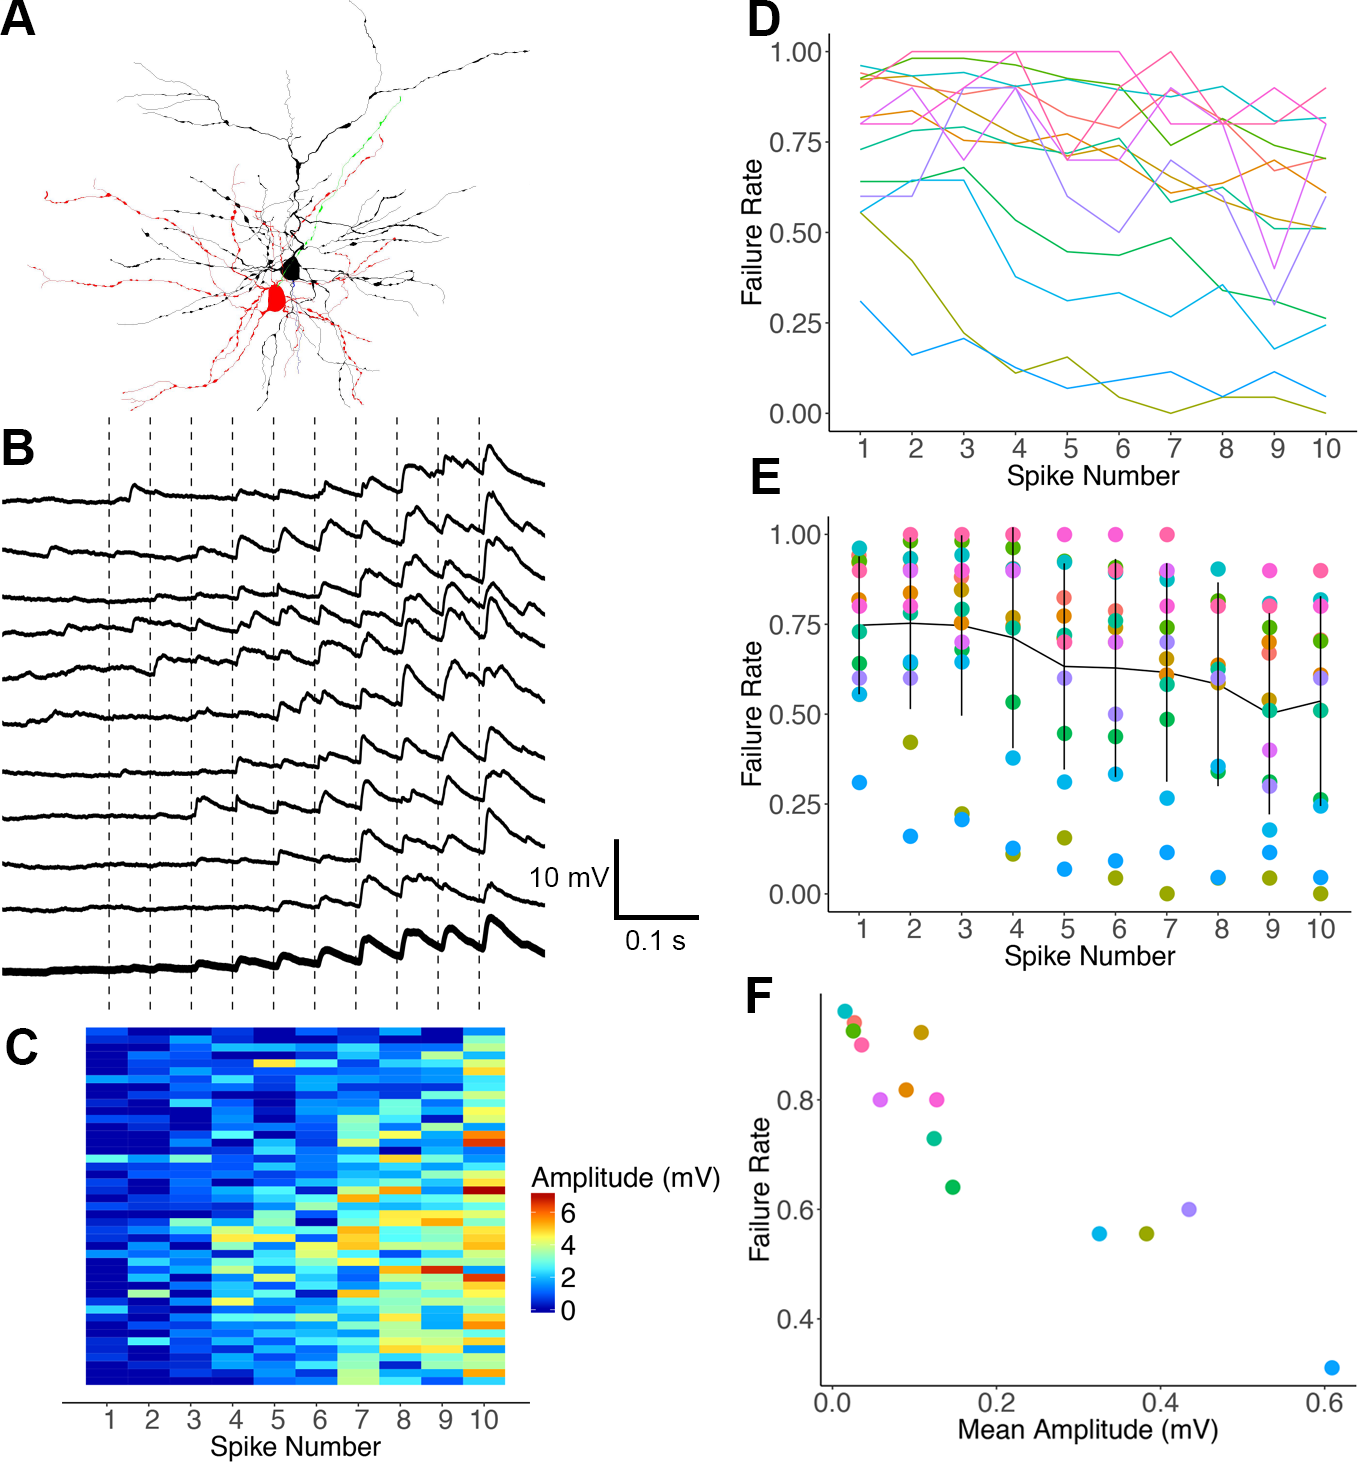 A
B
10 mV
0.1 s
C
Amplitude (mV)
6
4
2
0
1 2 3 4 5 6 7 8 9 10
Spike Number
D
1.00
0.75
0.50
0.25
0.00
Failure Rate
1 2 3 4 5 6 7 8 9 10
Spike Number
E
1.00
0.75
0.50
0.25
0.00
Failure Rate
1 2 3 4 5 6 7 8 9 10
Spike Number
F
0.8
0.6
0.4
Failure Rate
0.0 0.2 0.4 0.6
Mean Amplitude (mV)